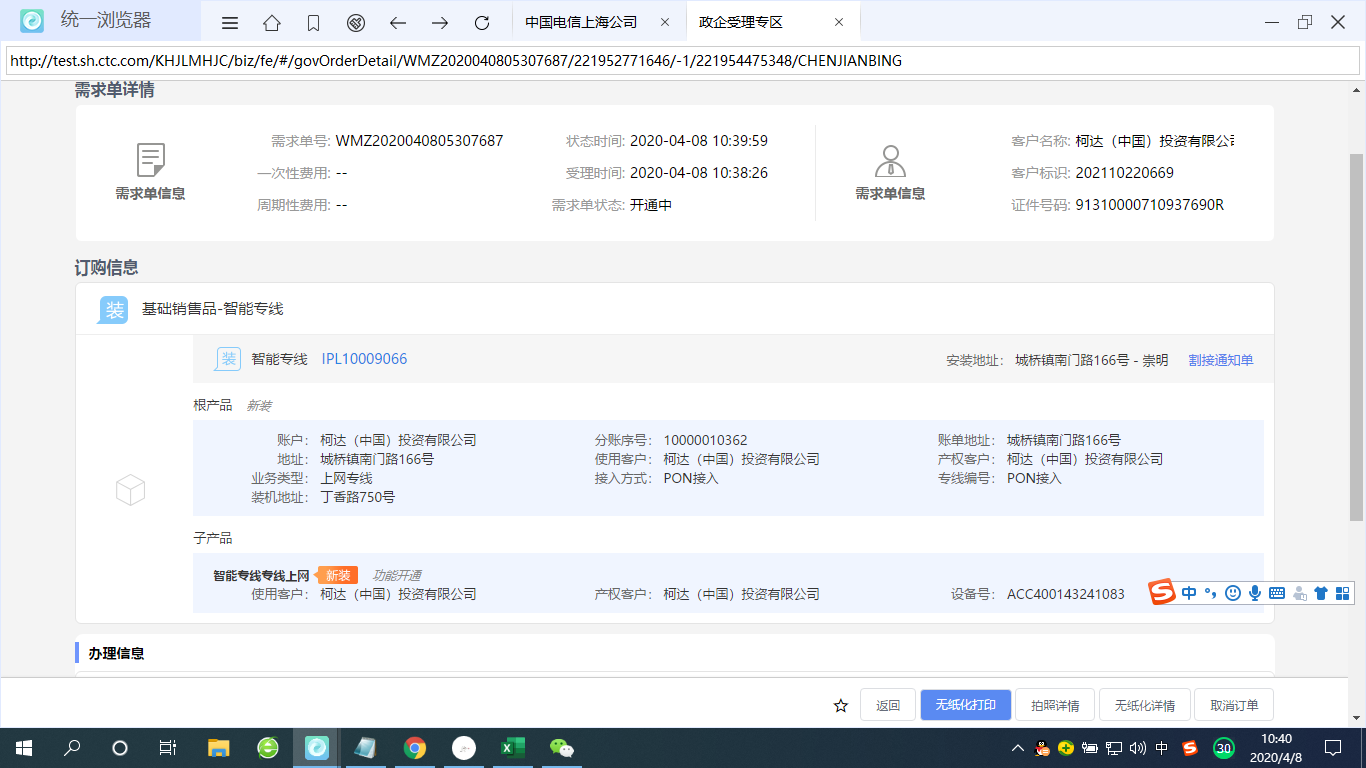 统一浏览器
中国电信上海公司
政企受理专区
http://test.sh.ctc.com/KHJLMHJC/biz/fe/#/govOrderDetail/WMZ2020040805307687/221952771646/-1/221954475348/CHENJIANBING
需求单详情
需求单信息
需求单号: WMZ2020040805307687
状态时间: 2020-04-08 10:39:59
一次性费用: --
受理时间: 2020-04-08 10:38:26
周期性费用: --
需求单状态: 开通中
需求单信息
客户名称: 柯达（中国）投资有限公
客户标识: 202110220669
证件号码: 91310000710937690R
订购信息
装 基础销售品-智能专线
装 智能专线 IPL10009066 安装地址: 城桥镇南门路166号 - 崇明 割接通知单
根产品 新装
账户: 柯达（中国）投资有限公司 分账序号: 10000010362 账单地址: 城桥镇南门路166号
地址: 城桥镇南门路166号 使用客户: 柯达（中国）投资有限公司 产权客户: 柯达（中国）投资有限公司
业务类型: 上网专线 接入方式: PON接入 专线编号: PON接入
装机地址: 丁香路750号
子产品
智能专线专线上网 新装 功能开通
使用客户: 柯达（中国）投资有限公司 产权客户: 柯达（中国）投资有限公司 设备号: ACC400143241083
S 中
办理信息
返回 无纸化打印 拍照详情 无纸化详情 取消订单
中 S 30 10:40
2020/4/8